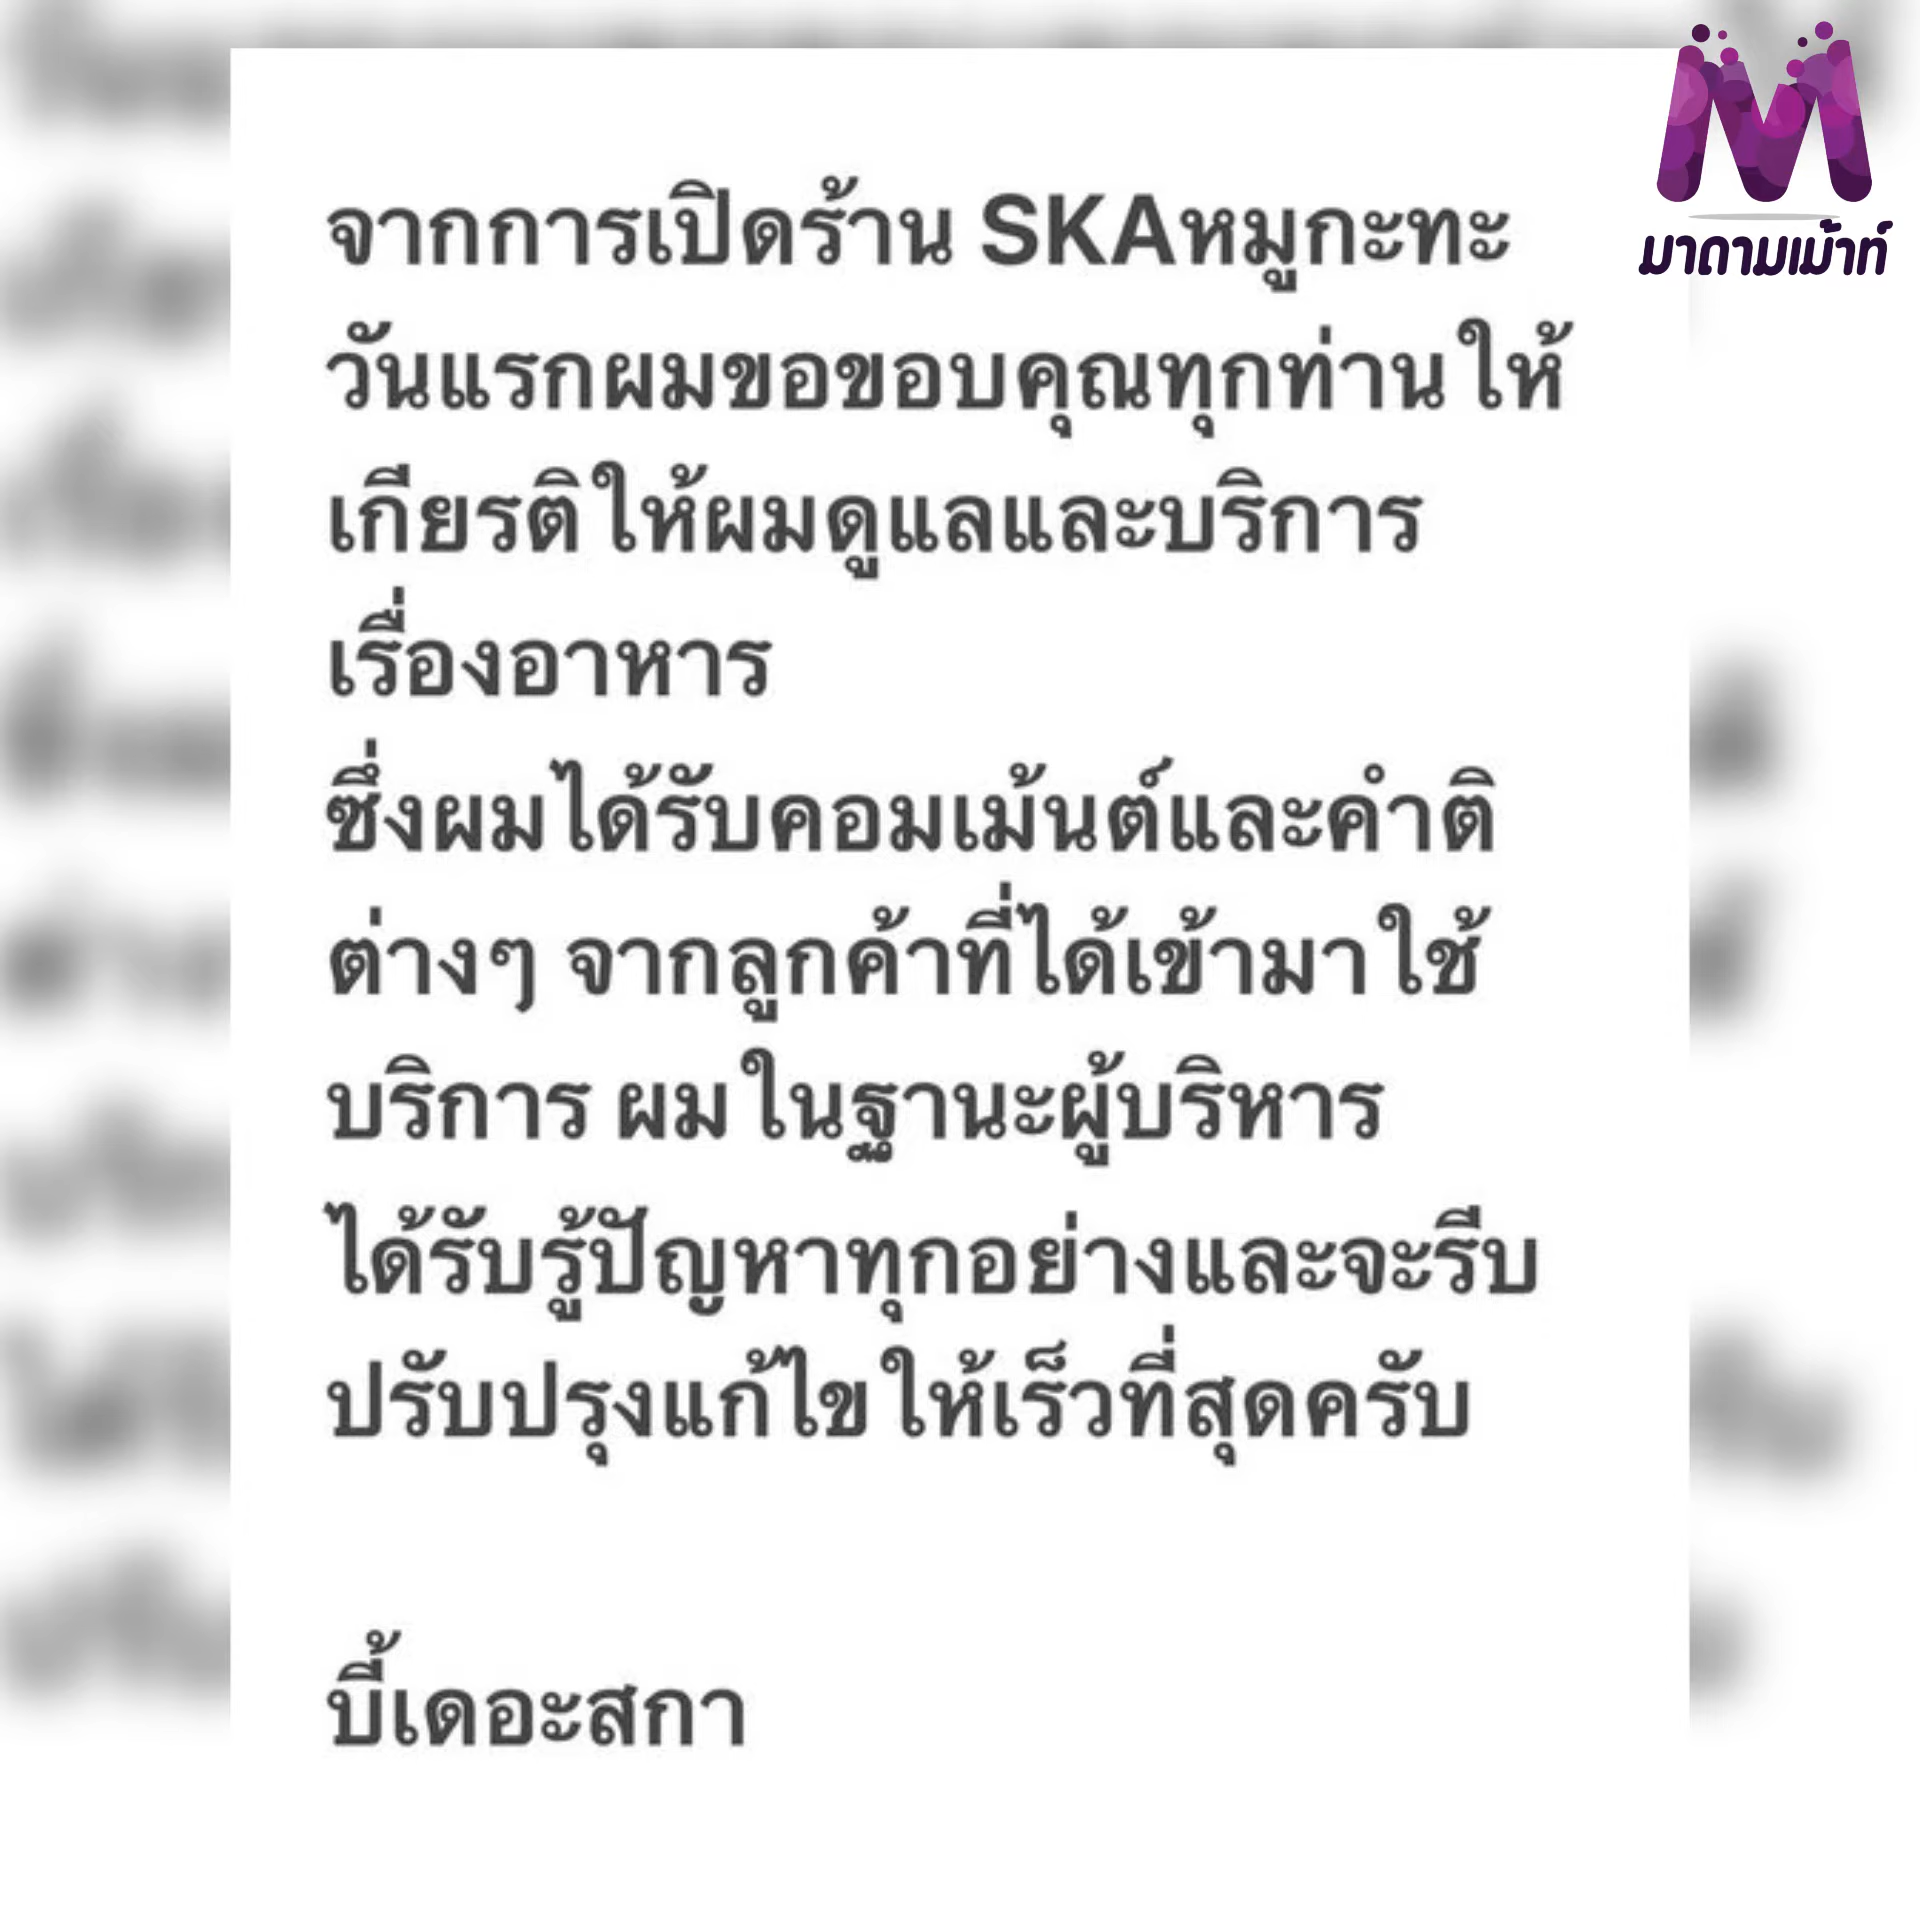 มาดามเม้าท์
จากการเปิดร้าน SKAหมูกะทะ
วันแรกผมขอขอบคุณทุกท่านให้
เกียรติให้ผมดูแลและบริการ
เรื่องอาหาร
ซึ่งผมได้รับคอมเม้นต์และคำติ
ต่างๆ จากลูกค้าที่ได้เข้ามาใช้
บริการ ผมในฐานะผู้บริหาร
ได้รับรู้ปัญหาทุกอย่างและจะรีบ
ปรับปรุงแก้ไขให้เร็วที่สุดครับ
บี้เดอะสกา